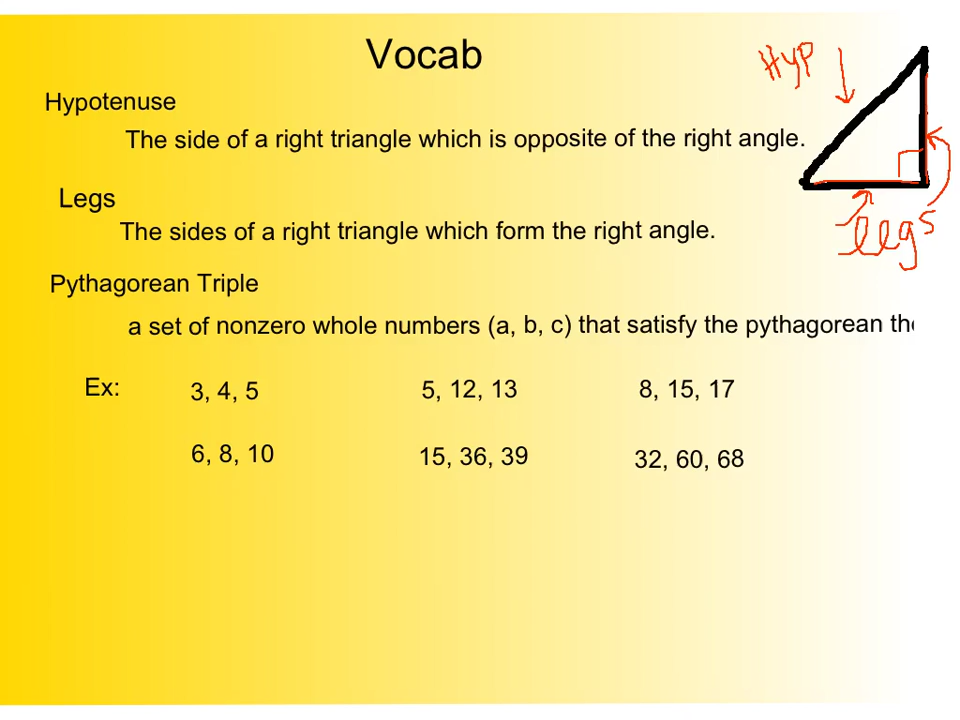 Vocab
Hyp
Hypotenuse
The side of a right triangle which is opposite of the right angle.
Legs
The sides of a right triangle which form the right angle.
legs
Pythagorean Triple
a set of nonzero whole numbers (a, b, c) that satisfy the pythagorean
Ex:
3, 4, 5
5, 12, 13
8, 15, 17
6, 8, 10
15, 36, 39
32, 60, 68